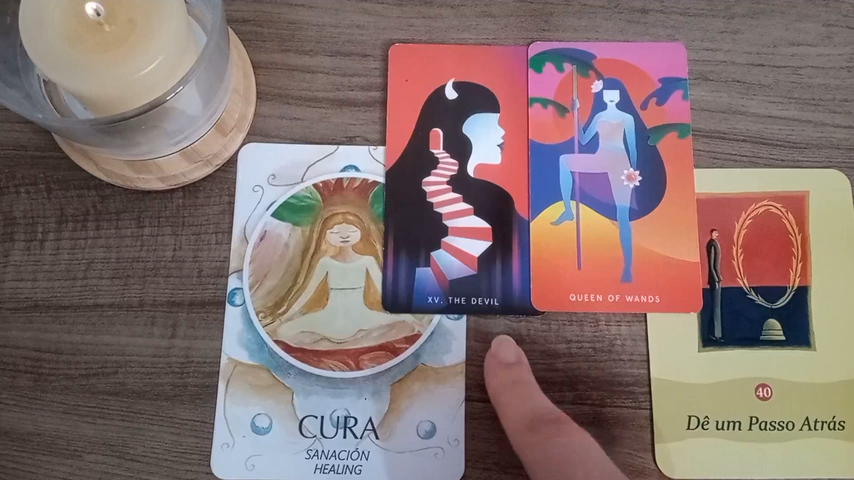 XV. THE DEVIL
QUEEN OF WANDS
CURA
SANACIÓN
HEALING
40
Dê um Passo Atrás